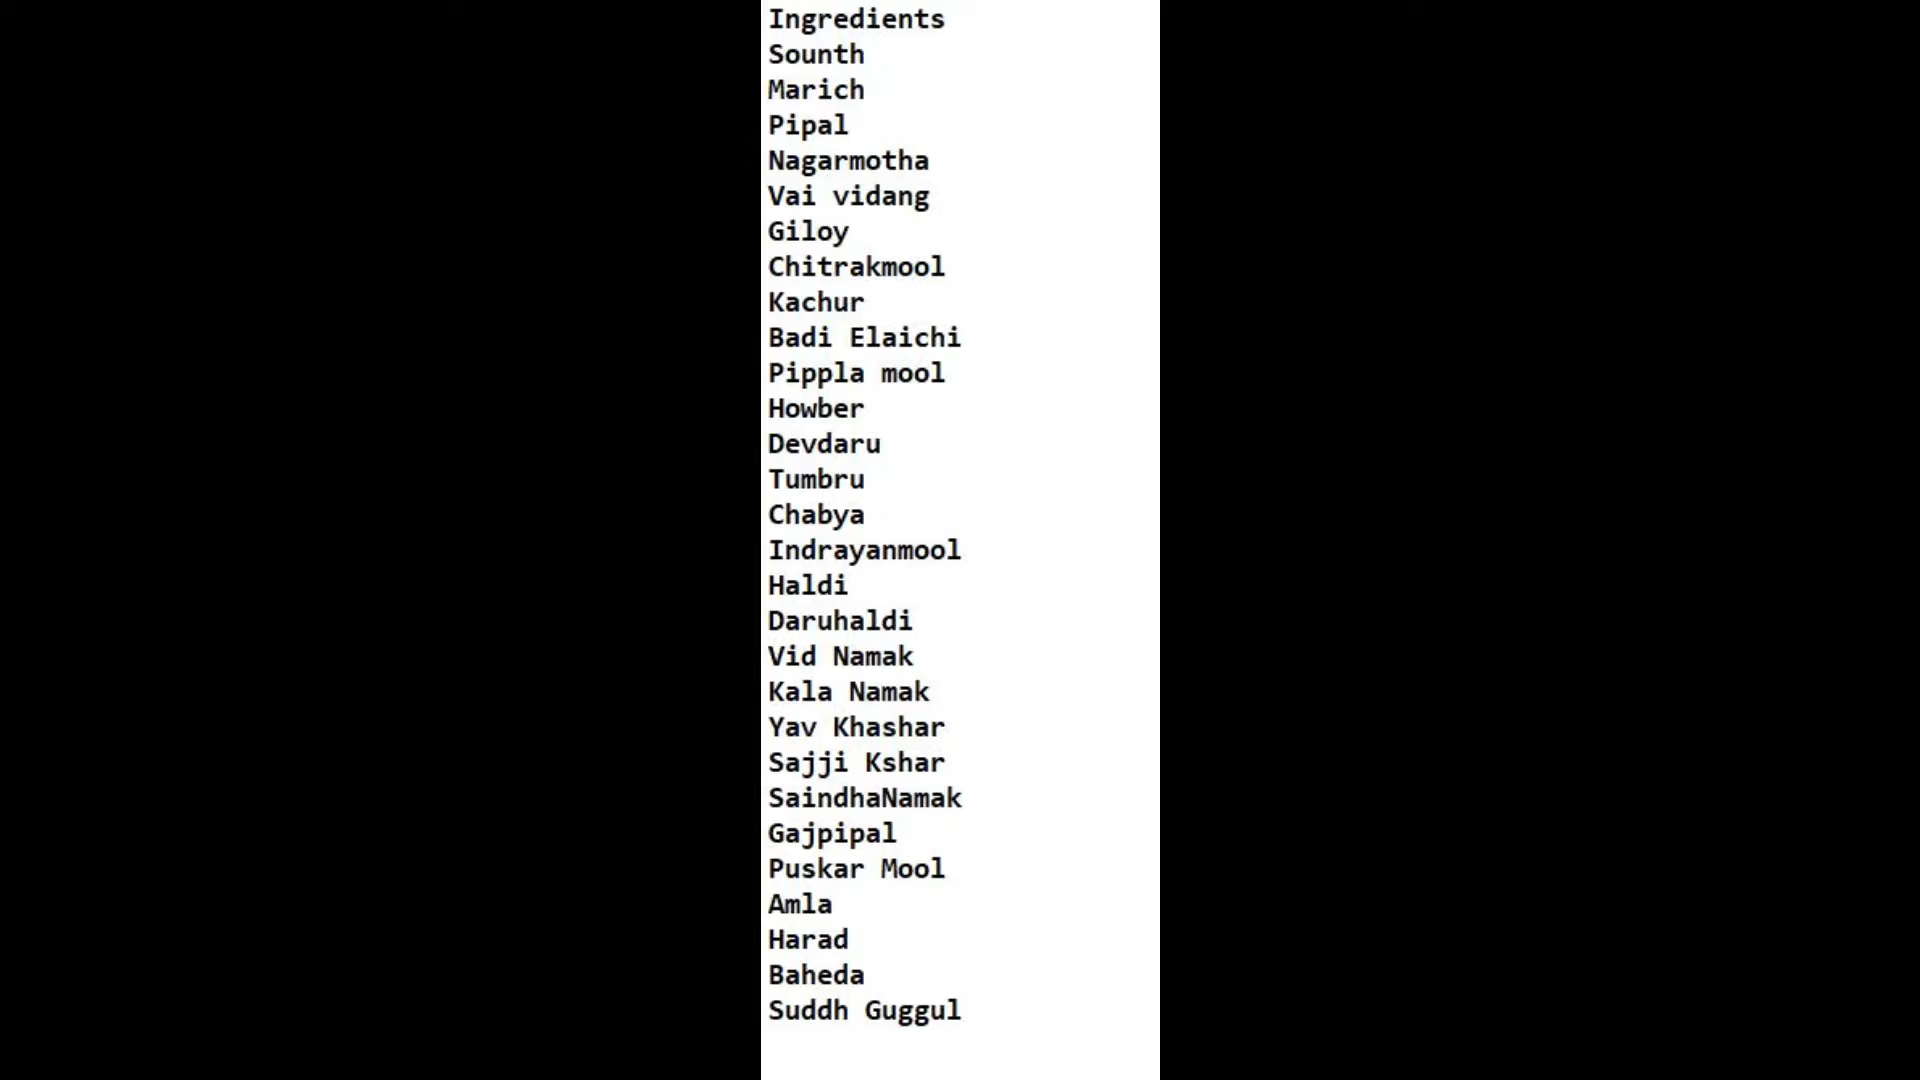 Ingredients
Sounth
Marich
Pipal
Nagarmotha
Vai vidang
Giloy
Chitrakmool
Kachur
Badi Elaichi
Pippla mool
Howber
Devdaru
Tumbru
Chabya
Indrayanmool
Haldi
Daruhaldi
Vid Namak
Kala Namak
Yav Khashar
Sajji Kshar
SaindhaNamak
Gajpipal
Puskar Mool
Amla
Harad
Baheda
Suddh Guggul